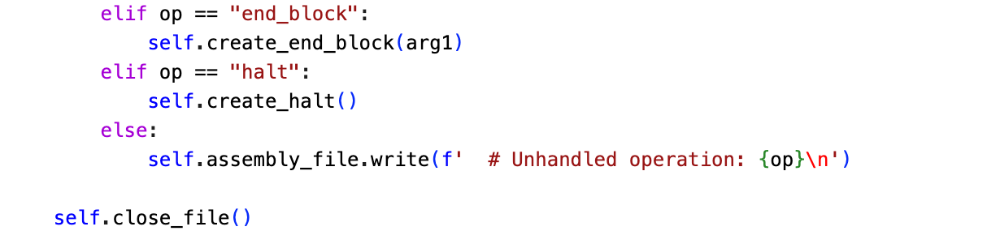 elif op == "end_block":
            self.create_end_block(arg1)
        elif op == "halt":
            self.create_halt()
        else:
            self.assembly_file.write(f'  # Unhandled operation: {op}\n')

    self.close_file()